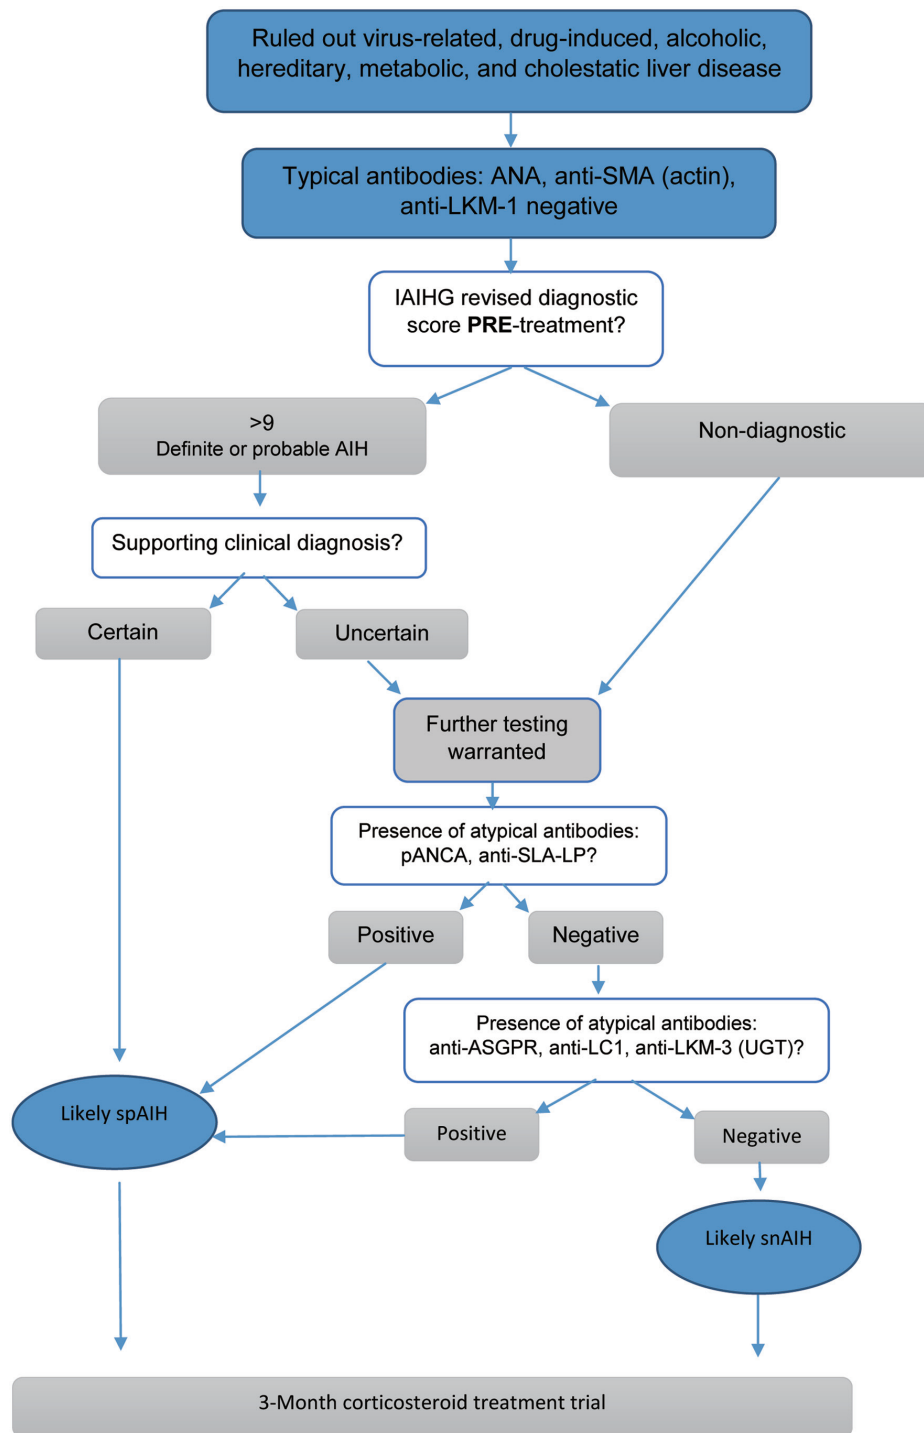 Ruled out virus-related, drug-induced, alcoholic,
hereditary, metabolic, and cholestatic liver disease
Typical antibodies: ANA, anti-SMA (actin),
anti-LKM-1 negative
IAIHG revised diagnostic
score PRE-treatment?
>9
Definite or probable AIH
Non-diagnostic
Supporting clinical diagnosis?
Certain
Uncertain
Further testing
warranted
Presence of atypical antibodies:
pANCA, anti-SLA-LP?
Positive
Negative
Presence of atypical antibodies:
anti-ASGPR, anti-LC1, anti-LKM-3 (UGT)?
Likely spAIH
Positive
Negative
Likely snAIH
3-Month corticosteroid treatment trial